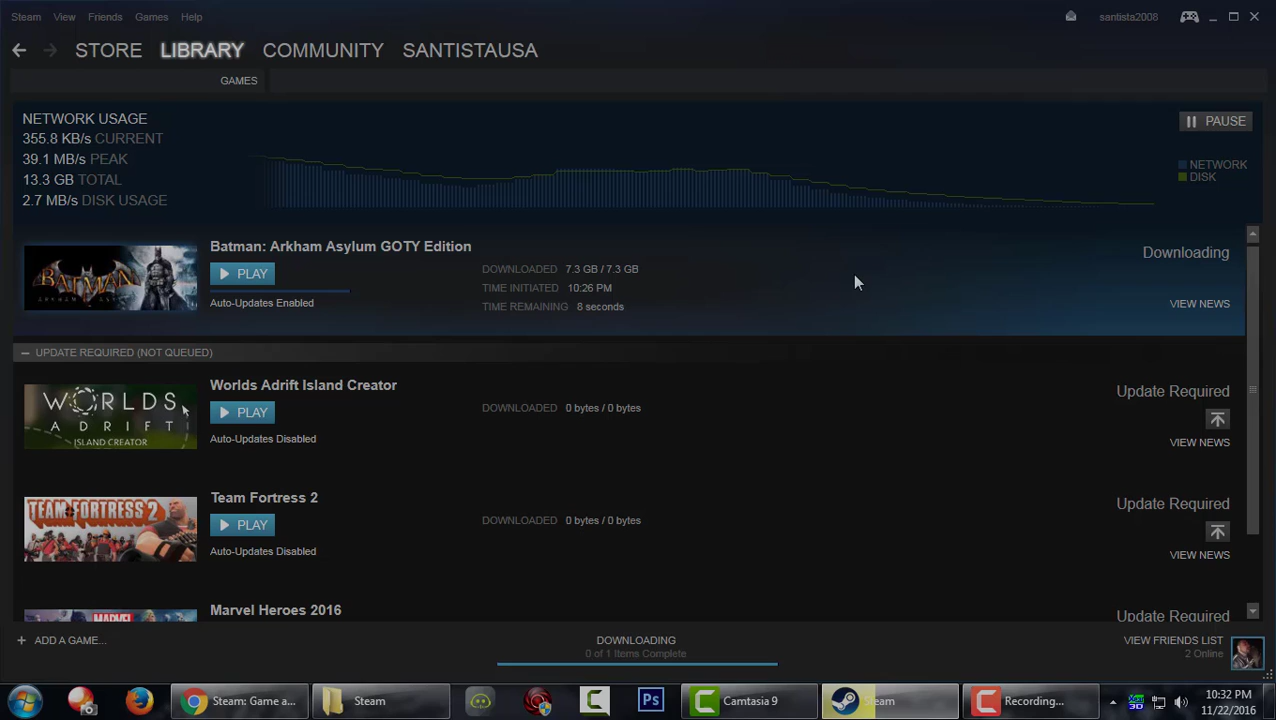 Steam View Friends Games Help santista2008
STORE LIBRARY COMMUNITY SANTISTAUSA
GAMES
NETWORK USAGE
355.8 KB/s CURRENT
39.1 MB/s PEAK
13.3 GB TOTAL
2.7 MB/s DISK USAGE
PAUSE
NETWORK
DISK
BATMAN
Batman: Arkham Asylum GOTY Edition
PLAY
Auto-Updates Enabled
DOWNLOADED 7.3 GB / 7.3 GB
TIME INITIATED 10:26 PM
TIME REMAINING 8 seconds
Downloading
VIEW NEWS
UPDATE REQUIRED (NOT QUEUED)
WORLDS
ADRIFT
ISLAND CREATOR
Worlds Adrift Island Creator
PLAY
Auto-Updates Disabled
DOWNLOADED 0 bytes / 0 bytes
Update Required
VIEW NEWS
TEAM FORTRESS 2
Team Fortress 2
PLAY
Auto-Updates Disabled
DOWNLOADED 0 bytes / 0 bytes
Update Required
VIEW NEWS
MARVEL
Marvel Heroes 2016
Update Required
ADD A GAME...
DOWNLOADING
0 of 1 Items Complete
VIEW FRIENDS LIST
2 Online
Steam: Game a... Steam Ps Camtasia 9 Steam Recording... 3D
10:32 PM
11/22/2016